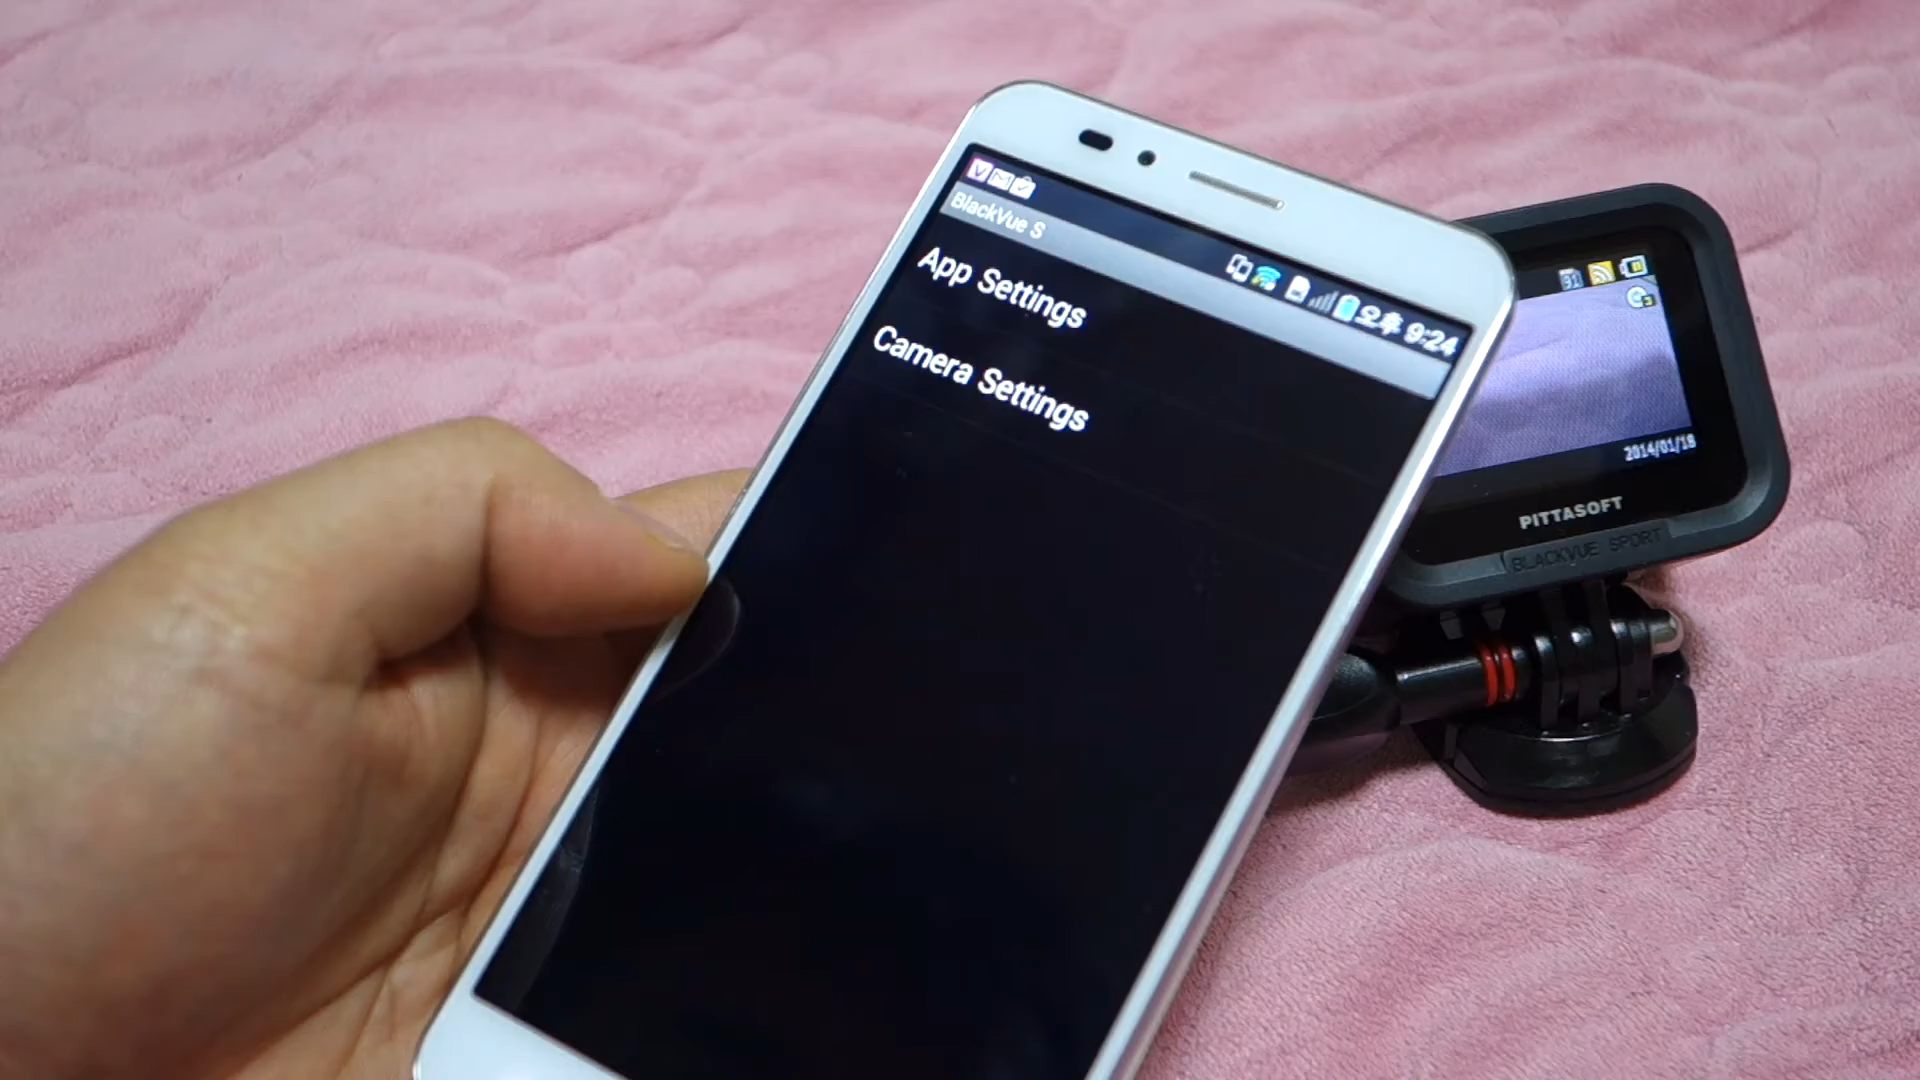 BlackVue S
오후 9:24
App Settings
Camera Settings
2014/01/18
PITTASOFT
BLACKVUE SPORT